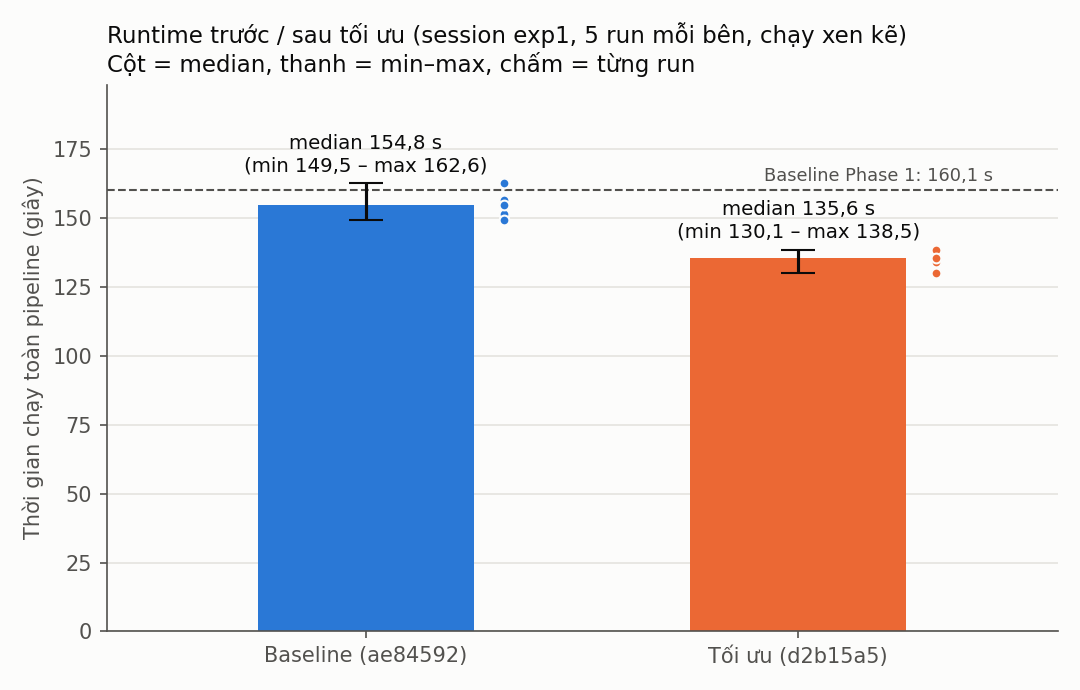 Runtime trước / sau tối ưu (session exp1, 5 run mỗi bên, chạy xen kẽ)
Cột = median, thanh = min–max, chấm = từng run
Thời gian chạy toàn pipeline (giây)
175
150
125
100
75
50
25
0
median 154,8 s
(min 149,5 – max 162,6)
Baseline Phase 1: 160,1 s
median 135,6 s
(min 130,1 – max 138,5)
Baseline (ae84592)
Tối ưu (d2b15a5)